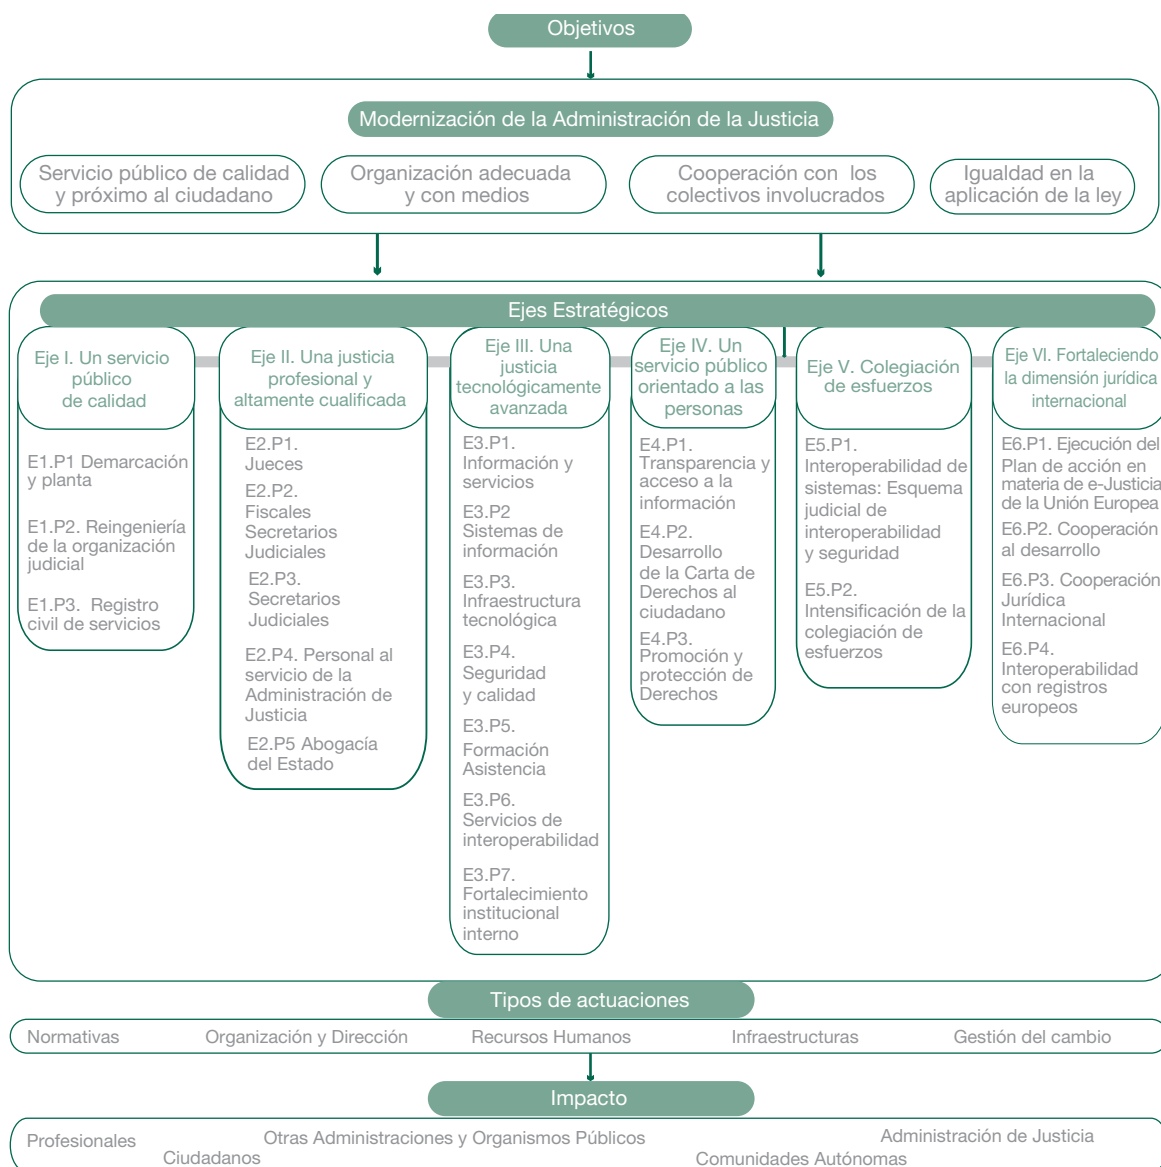 Objetivos
Modernización de la Administración de la Justicia
Servicio público de calidad
y próximo al ciudadano
Organización adecuada
y con medios
Cooperación con los
colectivos involucrados
Igualdad en la
aplicación de la ley
Ejes Estratégicos
Eje I. Un servicio
público
de calidad
E1.P1 Demarcación
y planta
E1.P2. Reingeniería
de la organización
judicial
E1.P3. Registro
civil de servicios
Eje II. Una justicia
profesional y
altamente cualificada
E2.P1.
Jueces
E2.P2.
Fiscales
Secretarios
Judiciales
E2.P3.
Secretarios
Judiciales
E2.P4. Personal al
servicio de la
Administración de
Justicia
E2.P5 Abogacía
del Estado
Eje III. Una
justicia
tecnológicamente
avanzada
E3.P1.
Información y
servicios
E3.P2
Sistemas de
información
E3.P3.
Infraestructura
tecnológica
E3.P4.
Seguridad
y calidad
E3.P5.
Formación
Asistencia
E3.P6.
Servicios de
interoperabilidad
E3.P7.
Fortalecimiento
institucional
interno
Eje IV. Un
servicio público
orientado a las
personas
E4.P1.
Transparencia y
acceso a la
información
E4.P2.
Desarrollo
de la Carta de
Derechos al
ciudadano
E4.P3.
Promoción y
protección de
Derechos
Eje V. Colegiación
de esfuerzos
E5.P1.
Interoperabilidad de
sistemas: Esquema
judicial de
interoperabilidad
y seguridad
E5.P2.
Intensificación de la
colegiación de
esfuerzos
Eje VI. Fortaleciendo
la dimensión jurídica
internacional
E6.P1. Ejecución del
Plan de acción en
materia de e-Justicia
de la Unión Europea
E6.P2. Cooperación
al desarrollo
E6.P3. Cooperación
Jurídica
Internacional
E6.P4.
Interoperabilidad
con registros
europeos
Tipos de actuaciones
Normativas
Organización y Dirección
Recursos Humanos
Infraestructuras
Gestión del cambio
Impacto
Profesionales
Ciudadanos
Otras Administraciones y Organismos Públicos
Comunidades Autónomas
Administración de Justicia